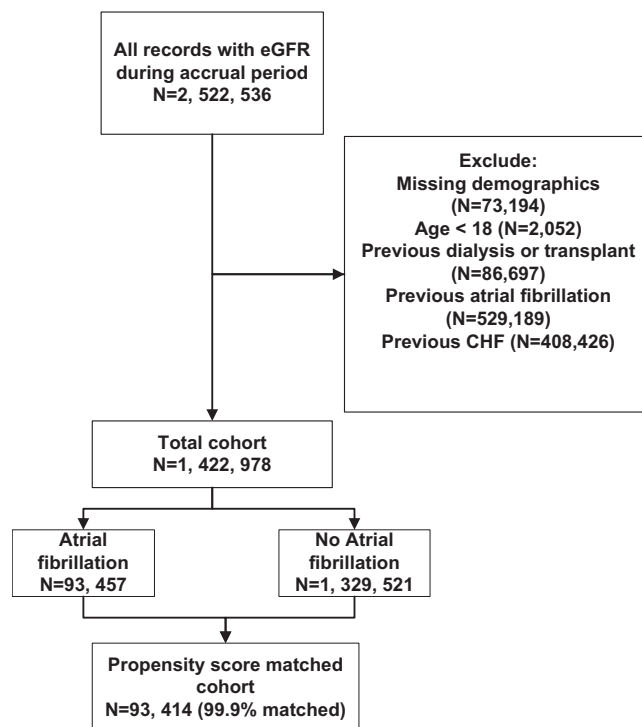 All records with eGFR
during accrual period
N=2, 522, 536
Exclude:
Missing demographics
(N=73,194)
Age < 18 (N=2,052)
Previous dialysis or transplant
(N=86,697)
Previous atrial fibrillation
(N=529,189)
Previous CHF (N=408,426)
Total cohort
N=1, 422, 978
Atrial
fibrillation
N=93, 457
No Atrial
fibrillation
N=1, 329, 521
Propensity score matched
cohort
N=93, 414 (99.9% matched)